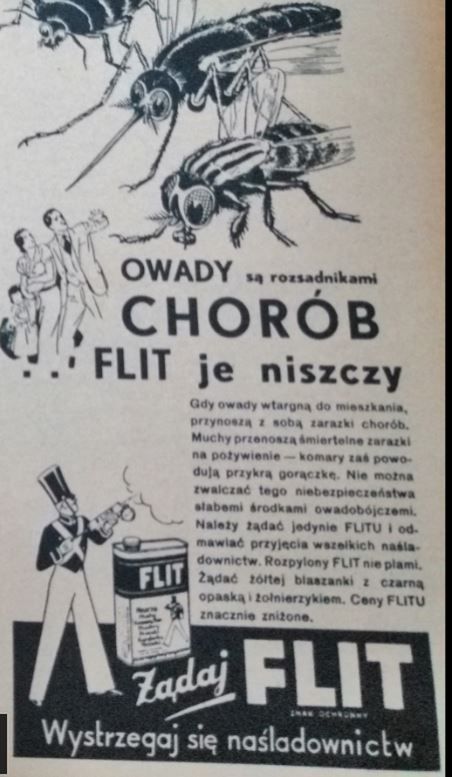 OWADY są rozsadnikami
CHORÓB
FLIT je niszczy
Gdy owady wtargną do mieszkania,
przynoszą z sobą zarazki chorób.
Muchy przenoszą śmiertelne zarazki
na pożywienie — komary zaś powo-
dują przykrą gorączkę. Nie można
zwalczać tego niebezpieczeństwa
słabemi środkami owadobójczemi.
Należy żądać jedynie FLITU i od-
mawiać przyjęcia wszelkich naśla-
downictw. Rozpylony FLIT nie plami.
Żądać żółtej blaszanki z czarną
opaską i żołnierzykiem. Ceny FLITU
znacznie zniżone.
FLIT
Żądaj FLIT
ZNAK OCHRONNY
Wystrzegaj się naśladownictw